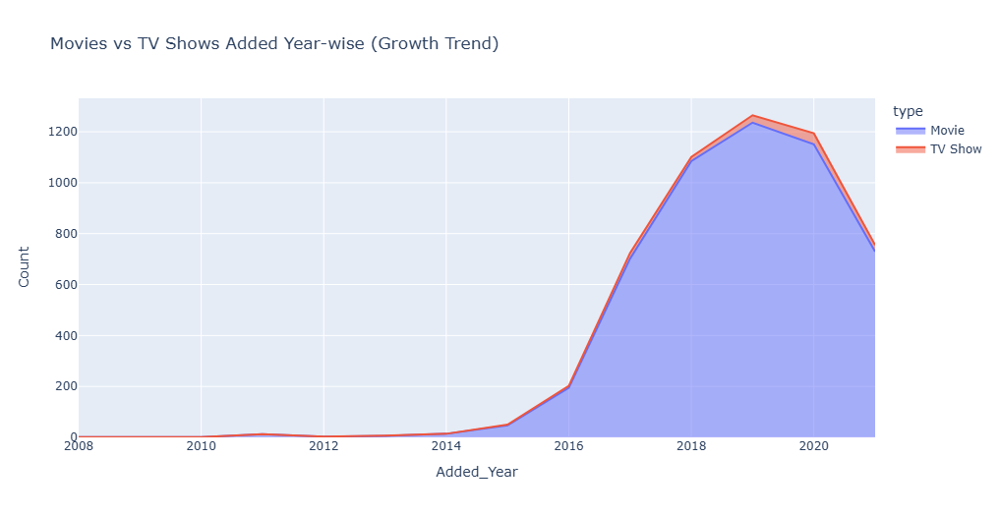 Movies vs TV Shows Added Year-wise (Growth Trend)
type
Movie
TV Show
Count
1200
1000
800
600
400
200
0
2008 2010 2012 2014 2016 2018 2020
Added_Year